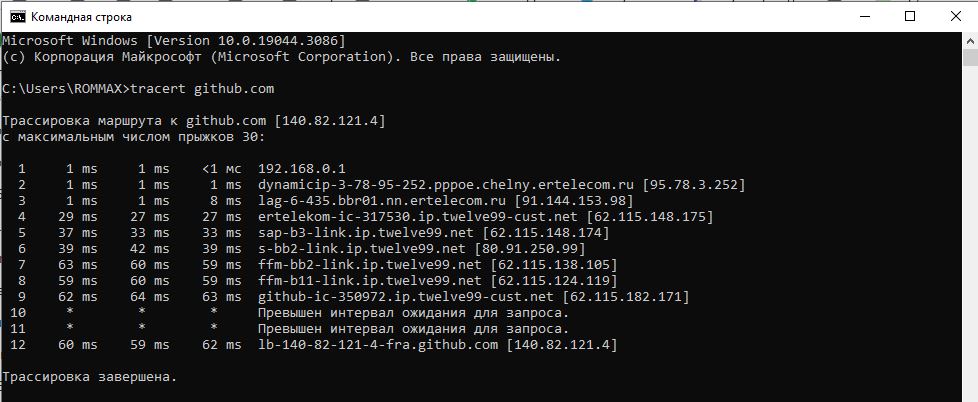 Командная строка
Microsoft Windows [Version 10.0.19044.3086]
(c) Корпорация Майкрософт (Microsoft Corporation). Все права защищены.
C:\Users\ROMMAX>tracert github.com
Трассировка маршрута к github.com [140.82.121.4]
с максимальным числом прыжков 30:
1 1 ms 1 ms <1 мс 192.168.0.1
2 1 ms 1 ms 1 ms dynamicip-3-78-95-252.pppoe.chelny.ertelecom.ru [95.78.3.252]
3 1 ms 1 ms 8 ms lag-6-435.bbr01.nn.ertelecom.ru [91.144.153.98]
4 29 ms 27 ms 27 ms ertelekom-ic-317530.ip.twelve99-cust.net [62.115.148.175]
5 37 ms 33 ms 33 ms sap-b3-link.ip.twelve99.net [62.115.148.174]
6 39 ms 42 ms 39 ms s-bb2-link.ip.twelve99.net [80.91.250.99]
7 63 ms 60 ms 59 ms ffm-bb2-link.ip.twelve99.net [62.115.138.105]
8 59 ms 60 ms 59 ms ffm-b11-link.ip.twelve99.net [62.115.124.119]
9 62 ms 64 ms 63 ms github-ic-350972.ip.twelve99-cust.net [62.115.182.171]
10 * * * Превышен интервал ожидания для запроса.
11 * * * Превышен интервал ожидания для запроса.
12 60 ms 59 ms 62 ms lb-140-82-121-4-fra.github.com [140.82.121.4]
Трассировка завершена.